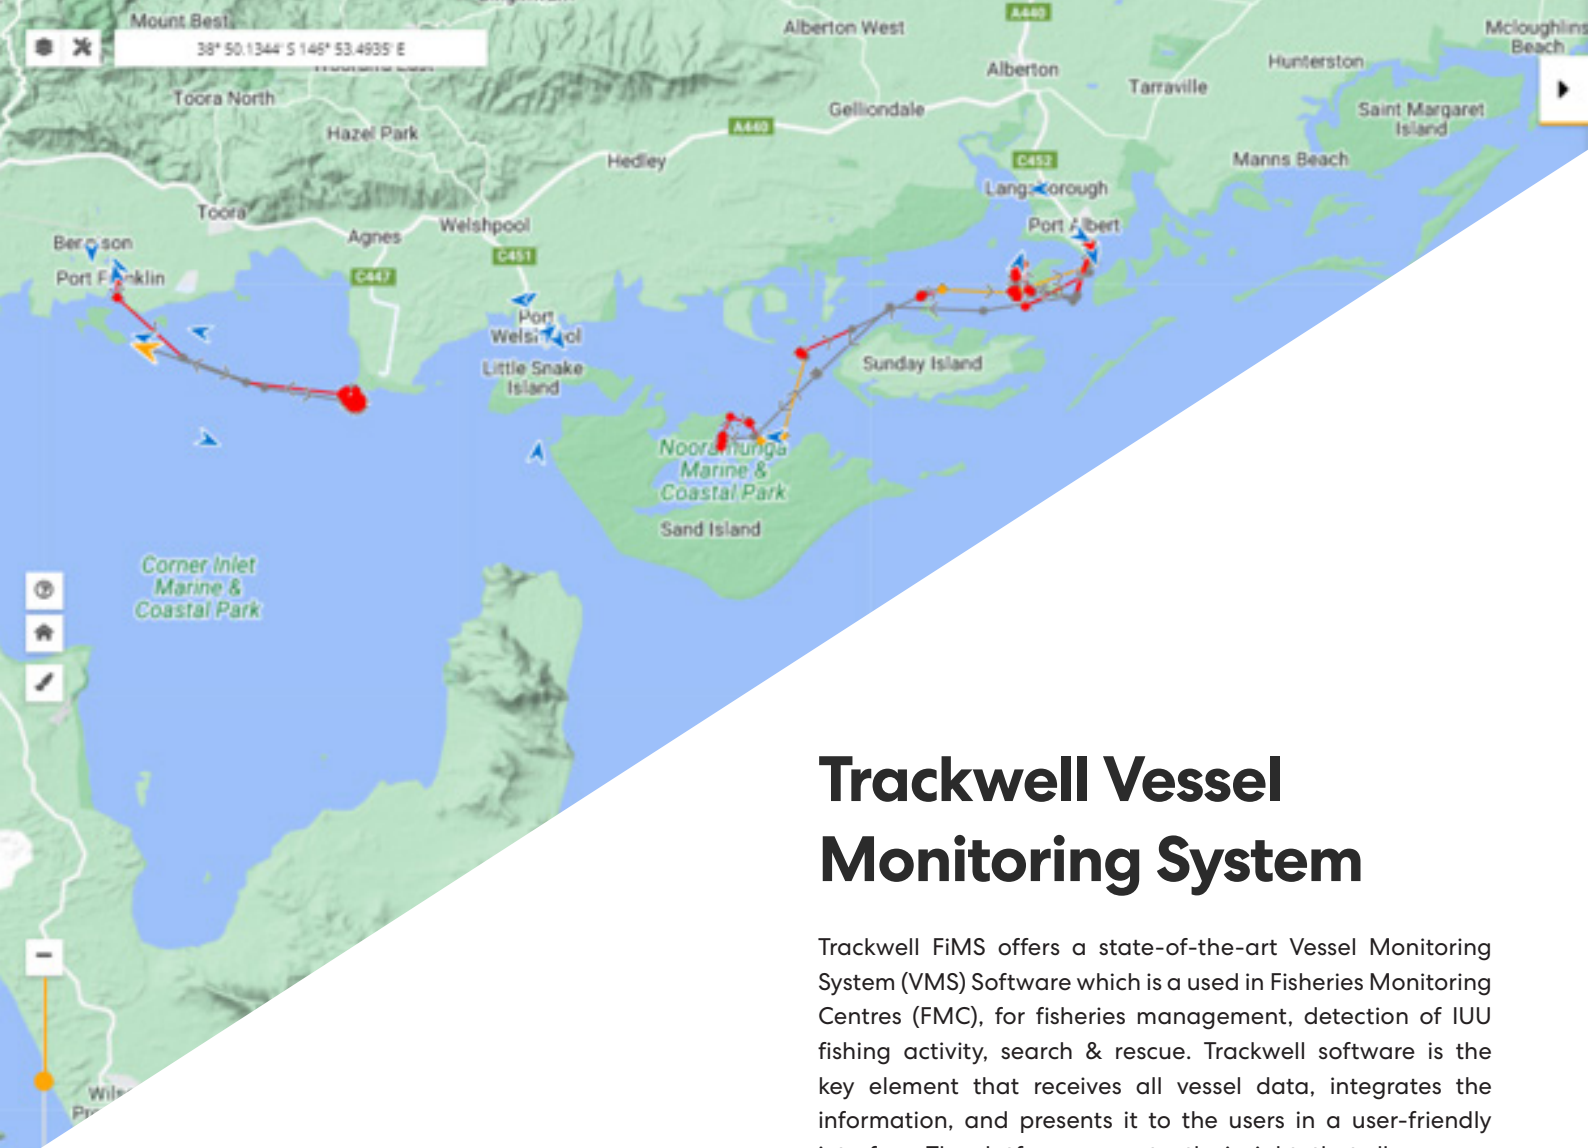 Mount Best
38° 50.1344' S 146° 53.4935' E
Toora North
Hazel Park
Alberton West
A440
Mcloughlins
Beach
Alberton
Hunterston
Tarraville
Gelliondale
Saint Margaret
Island
A440
Hedley
C452
Manns Beach
Port Albert
Toora
Welshpool
Agnes
C451
C447
Port
Little Snake
Island
Sunday Island
Nooramunga
Marine &
Coastal Park
Sand Island
Corner Inlet
Marine &
Coastal Park
Trackwell Vessel
Monitoring System
Trackwell FiMS offers a state-of-the-art Vessel Monitoring
System (VMS) Software which is a used in Fisheries Monitoring
Centres (FMC), for fisheries management, detection of IUU
fishing activity, search & rescue. Trackwell software is the
key element that receives all vessel data, integrates the
information, and presents it to the users in a user-friendly